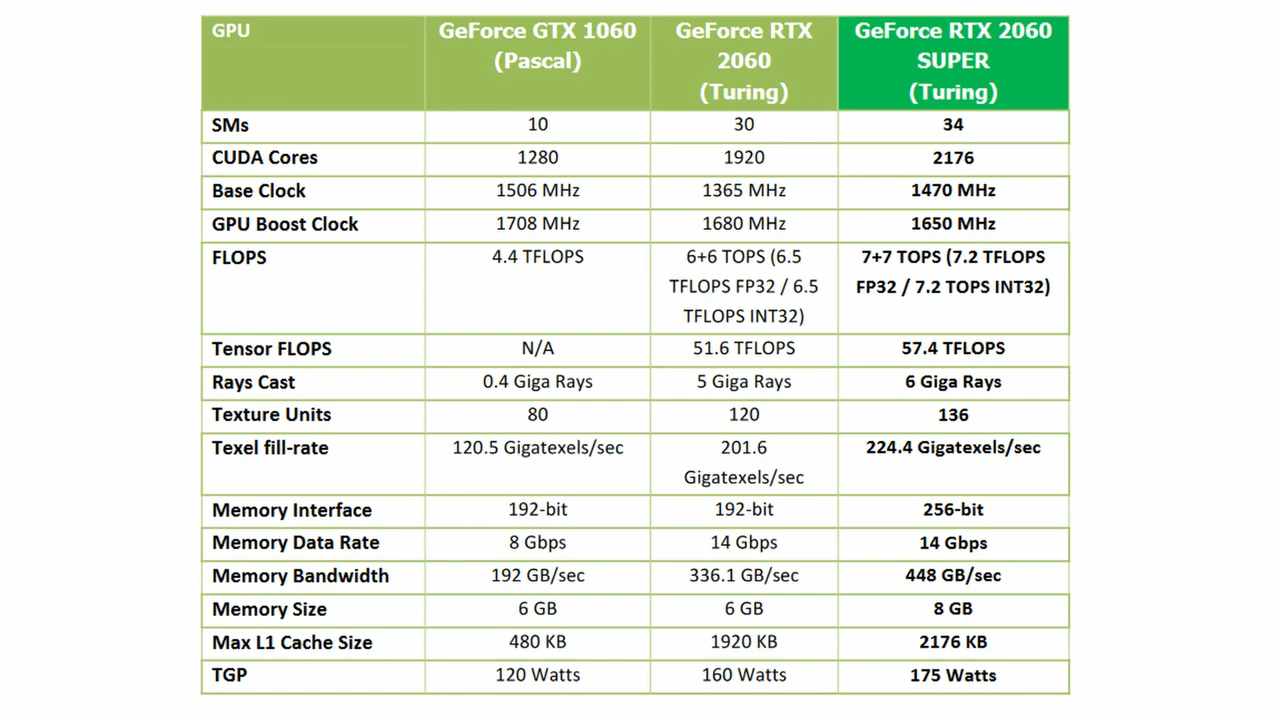 GPU GeForce GTX 1060 (Pascal) GeForce RTX 2060 (Turing) GeForce RTX 2060 SUPER (Turing)
SMs 10 30 34
CUDA Cores 1280 1920 2176
Base Clock 1506 MHz 1365 MHz 1470 MHz
GPU Boost Clock 1708 MHz 1680 MHz 1650 MHz
FLOPS 4.4 TFLOPS 6+6 TOPS (6.5 TFLOPS FP32 / 6.5 TFLOPS INT32) 7+7 TOPS (7.2 TFLOPS FP32 / 7.2 TOPS INT32)
Tensor FLOPS N/A 51.6 TFLOPS 57.4 TFLOPS
Rays Cast 0.4 Giga Rays 5 Giga Rays 6 Giga Rays
Texture Units 80 120 136
Texel fill-rate 120.5 Gigatexels/sec 201.6 Gigatexels/sec 224.4 Gigatexels/sec
Memory Interface 192-bit 192-bit 256-bit
Memory Data Rate 8 Gbps 14 Gbps 14 Gbps
Memory Bandwidth 192 GB/sec 336.1 GB/sec 448 GB/sec
Memory Size 6 GB 6 GB 8 GB
Max L1 Cache Size 480 KB 1920 KB 2176 KB
TGP 120 Watts 160 Watts 175 Watts